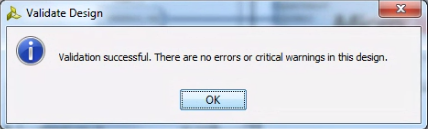 Validate Design
Validation successful. There are no errors or critical warnings in this design.
OK